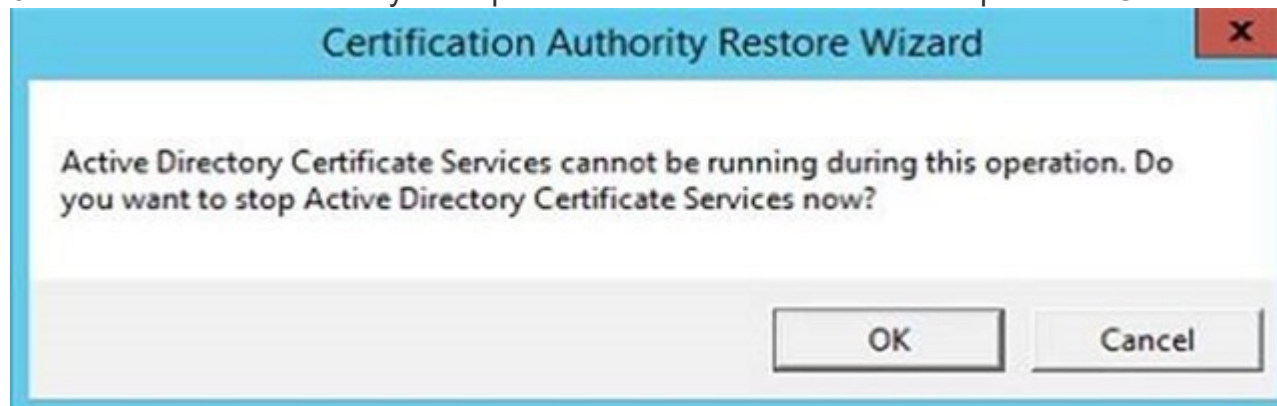 Certification Authority Restore Wizard
x
Active Directory Certificate Services cannot be running during this operation. Do
you want to stop Active Directory Certificate Services now?
OK
Cancel